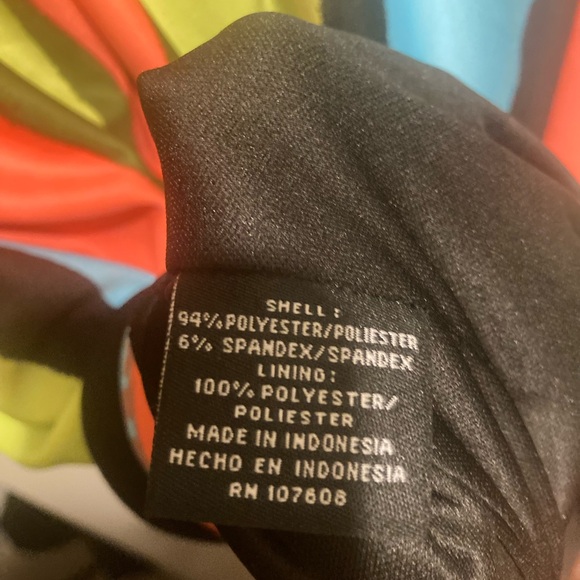 SHELL:
94% POLYESTER/POLIESTER
6% SPANDEX/SPANDEX
LINING:
100% POLYESTER/
POLIESTER
MADE IN INDONESIA
HECHO EN INDONESIA
RN 107608